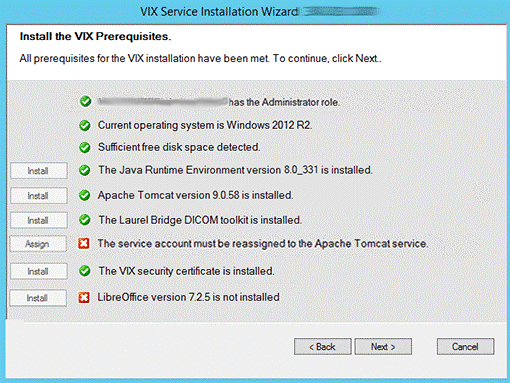 VIX Service Installation Wizard
Install the VIX Prerequisites.
All prerequisites for the VIX installation have been met. To continue, click Next..
has the Administrator role.
Current operating system is Windows 2012 R2.
Sufficient free disk space detected.
Install The Java Runtime Environment version 8.0_331 is installed.
Install Apache Tomcat version 9.0.58 is installed.
Install The Laurel Bridge DICOM toolkit is installed.
Assign The service account must be reassigned to the Apache Tomcat service.
Install The VIX security certificate is installed.
Install LibreOffice version 7.2.5 is not installed
< Back Next > Cancel